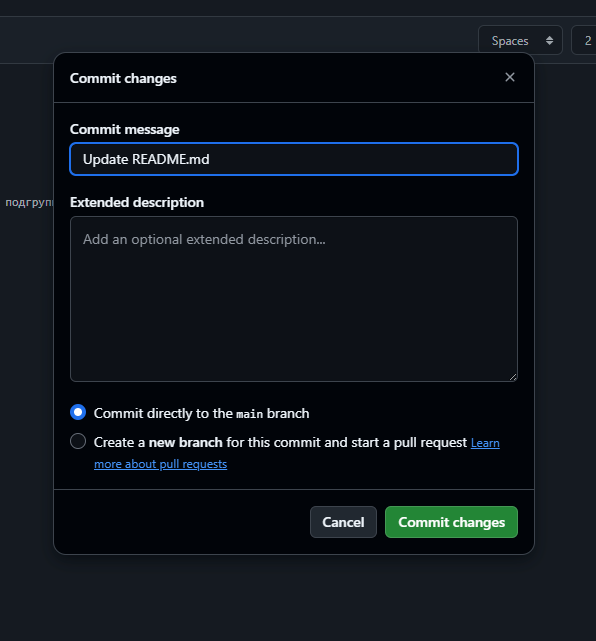 Spaces
2
Commit changes
Commit message
Update README.md
подгрупп
Extended description
Add an optional extended description...
Commit directly to the main branch
Create a new branch for this commit and start a pull request Learn
more about pull requests
Cancel
Commit changes